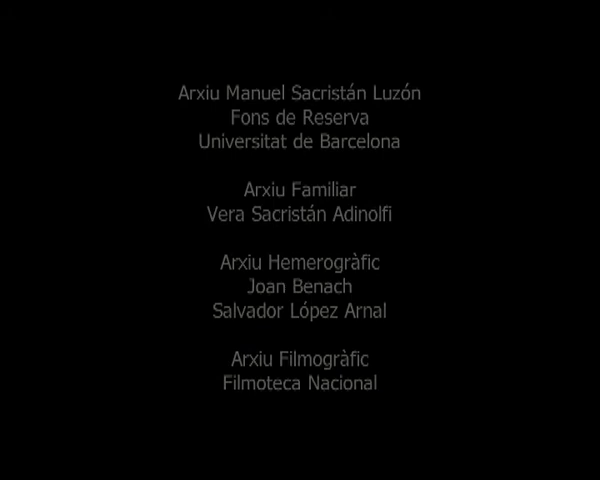 Arxiu Manuel Sacristán Luzón
Fons de Reserva
Universitat de Barcelona
Arxiu Familiar
Vera Sacristán Adinolfi
Arxiu Hemerogràfic
Joan Benach
Salvador López Arnal
Arxiu Filmogràfic
Filmoteca Nacional